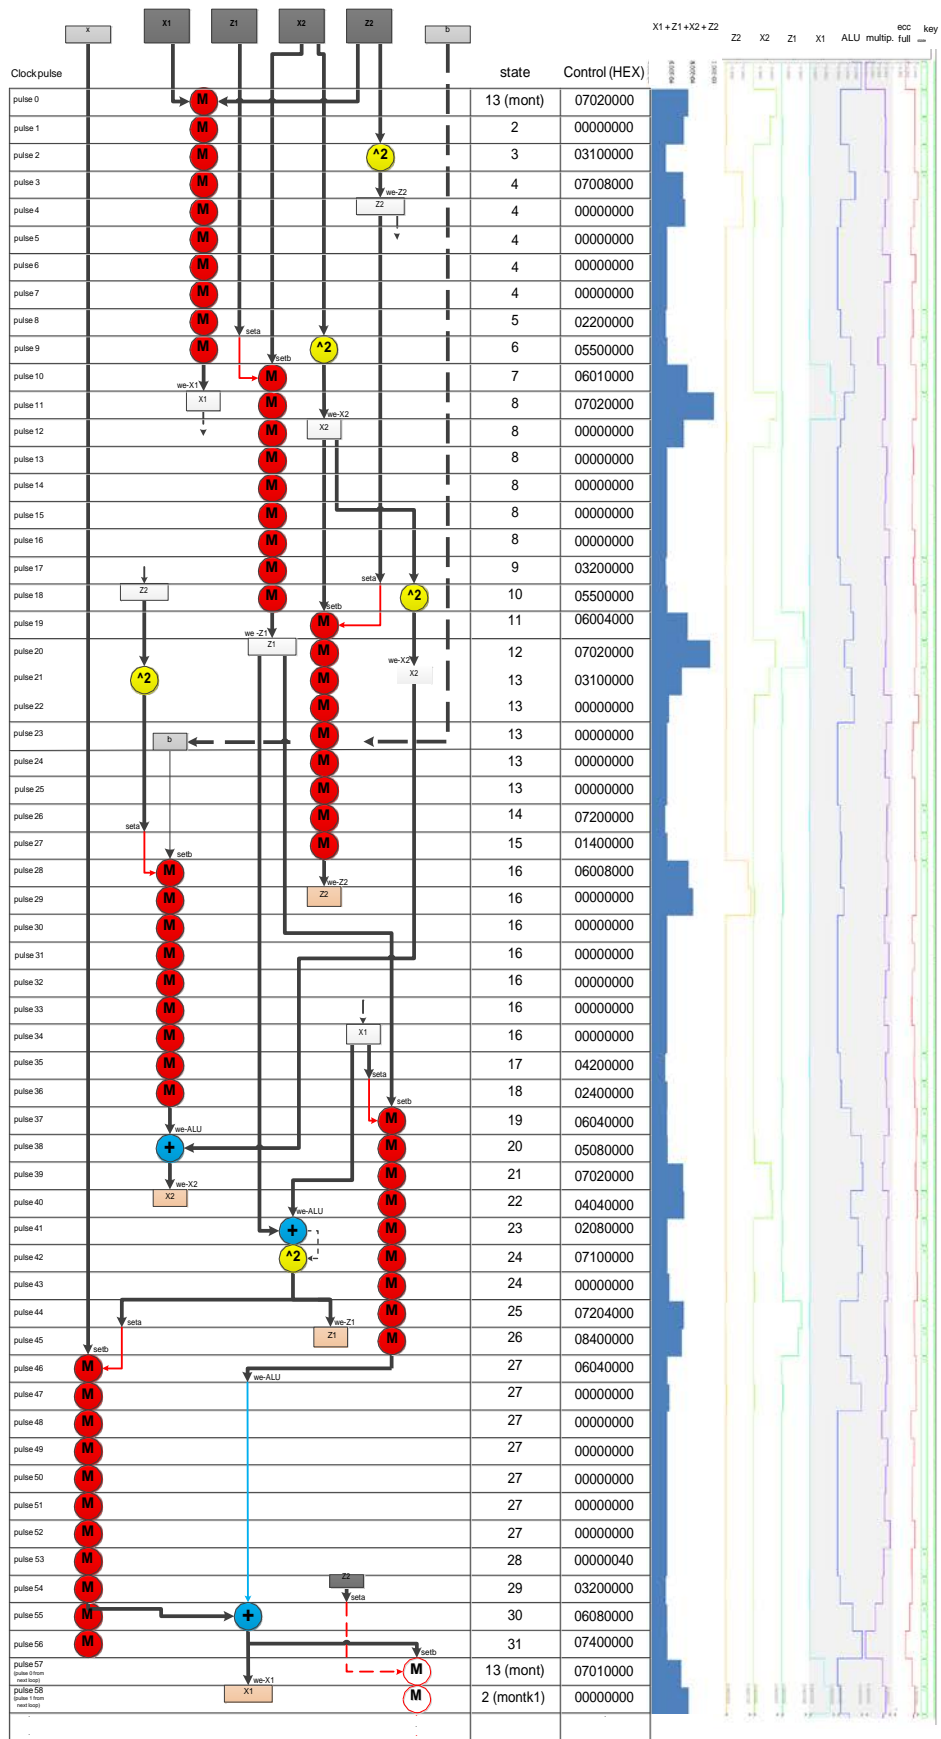 x X1 Z1 X2 Z2 b X1+Z1+X2+Z2 Z2 X2 Z1 X1 ALU multip. ecc full key
Clockpulse state Control (HEX)
pulse 0 M 13 (mont) 07020000
pulse 1 M 2 00000000
pulse 2 M ^2 3 03100000
pulse 3 M we-Z2 4 07008000
pulse 4 M Z2 4 00000000
pulse 5 M 4 00000000
pulse 6 M 4 00000000
pulse 7 M 4 00000000
pulse 8 M seta 5 02200000
pulse 9 M setb ^2 6 05500000
pulse 10 we-X1 M 7 06010000
pulse 11 X1 M we-X2 8 07020000
pulse 12 M X2 8 00000000
pulse 13 M 8 00000000
pulse 14 M 8 00000000
pulse 15 M 8 00000000
pulse 16 M 8 00000000
pulse 17 M seta 9 03200000
pulse 18 Z2 M setb ^2 10 05500000
pulse 19 we -Z1 M 11 06004000
pulse 20 Z1 M we-X2 12 07020000
pulse 21 ^2 M X2 13 03100000
pulse 22 M 13 00000000
pulse 23 b M 13 00000000
pulse 24 M 13 00000000
pulse 25 M 13 00000000
pulse 26 seta M 14 07200000
pulse 27 setb M 15 01400000
pulse 28 M we-Z2 16 06008000
pulse 29 M Z2 16 00000000
pulse 30 M 16 00000000
pulse 31 M 16 00000000
pulse 32 M 16 00000000
pulse 33 M 16 00000000
pulse 34 M X1 16 00000000
pulse 35 M seta 17 04200000
pulse 36 M setb 18 02400000
pulse 37 we-ALU M 19 06040000
pulse 38 + M 20 05080000
pulse 39 we-X2 M 21 07020000
pulse 40 X2 we-ALU M 22 04040000
pulse 41 + M 23 02080000
pulse 42 ^2 M 24 07100000
pulse 43 M 24 00000000
pulse 44 seta we-Z1 M 25 07204000
pulse 45 setb Z1 M 26 08400000
pulse 46 M we-ALU 27 06040000
pulse 47 M 27 00000000
pulse 48 M 27 00000000
pulse 49 M 27 00000000
pulse 50 M 27 00000000
pulse 51 M 27 00000000
pulse 52 M 27 00000000
pulse 53 M 28 00000040
pulse 54 M Z2 seta 29 03200000
pulse 55 M + 30 06080000
pulse 56 M setb 31 07400000
pulse 57 (pulse 0 from next loop) we-X1 M 13 (mont) 07010000
pulse 58 (pulse 1 from next loop) X1 M 2 (montk1) 00000000